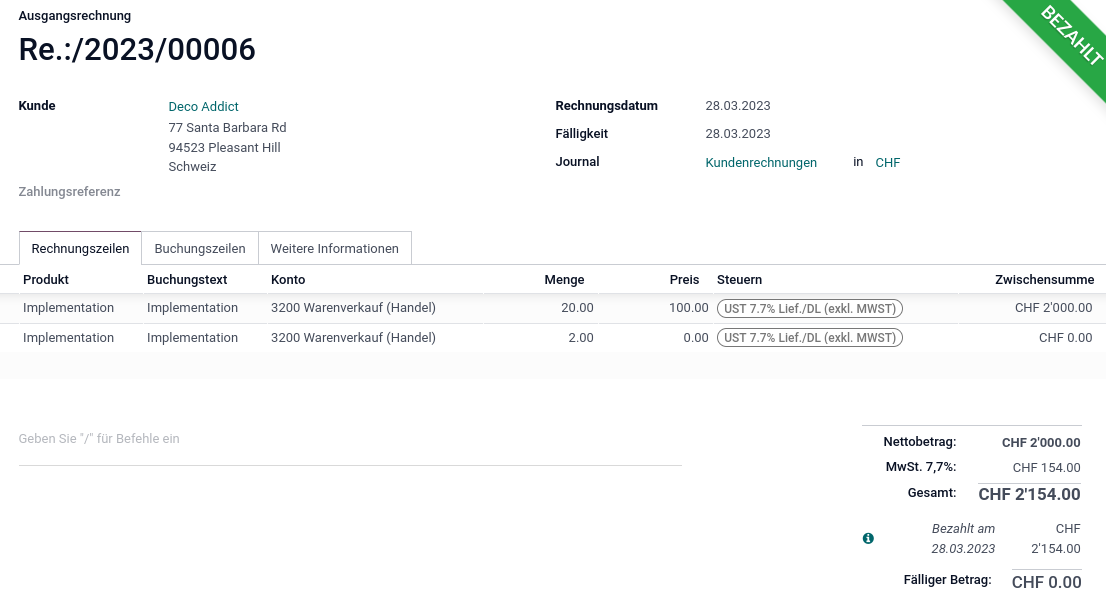 Ausgangsrechnung
BEZAHLT
Re.:/2023/00006
Kunde Deco Addict
77 Santa Barbara Rd
94523 Pleasant Hill
Schweiz
Zahlungsreferenz
Rechnungsdatum 28.03.2023
Fälligkeit 28.03.2023
Journal Kundenrechnungen in CHF
Rechnungszeilen Buchungszeilen Weitere Informationen
Produkt Buchungstext Konto Menge Preis Steuern Zwischensumme
Implementation Implementation 3200 Warenverkauf (Handel) 20.00 100.00 UST 7.7% Lief./DL (exkl. MWST) CHF 2'000.00
Implementation Implementation 3200 Warenverkauf (Handel) 2.00 0.00 UST 7.7% Lief./DL (exkl. MWST) CHF 0.00
Geben Sie "/" für Befehle ein
Nettobetrag: CHF 2'000.00
MwSt. 7,7%: CHF 154.00
Gesamt: CHF 2'154.00
Bezahlt am CHF
28.03.2023 2'154.00
Fälliger Betrag: CHF 0.00